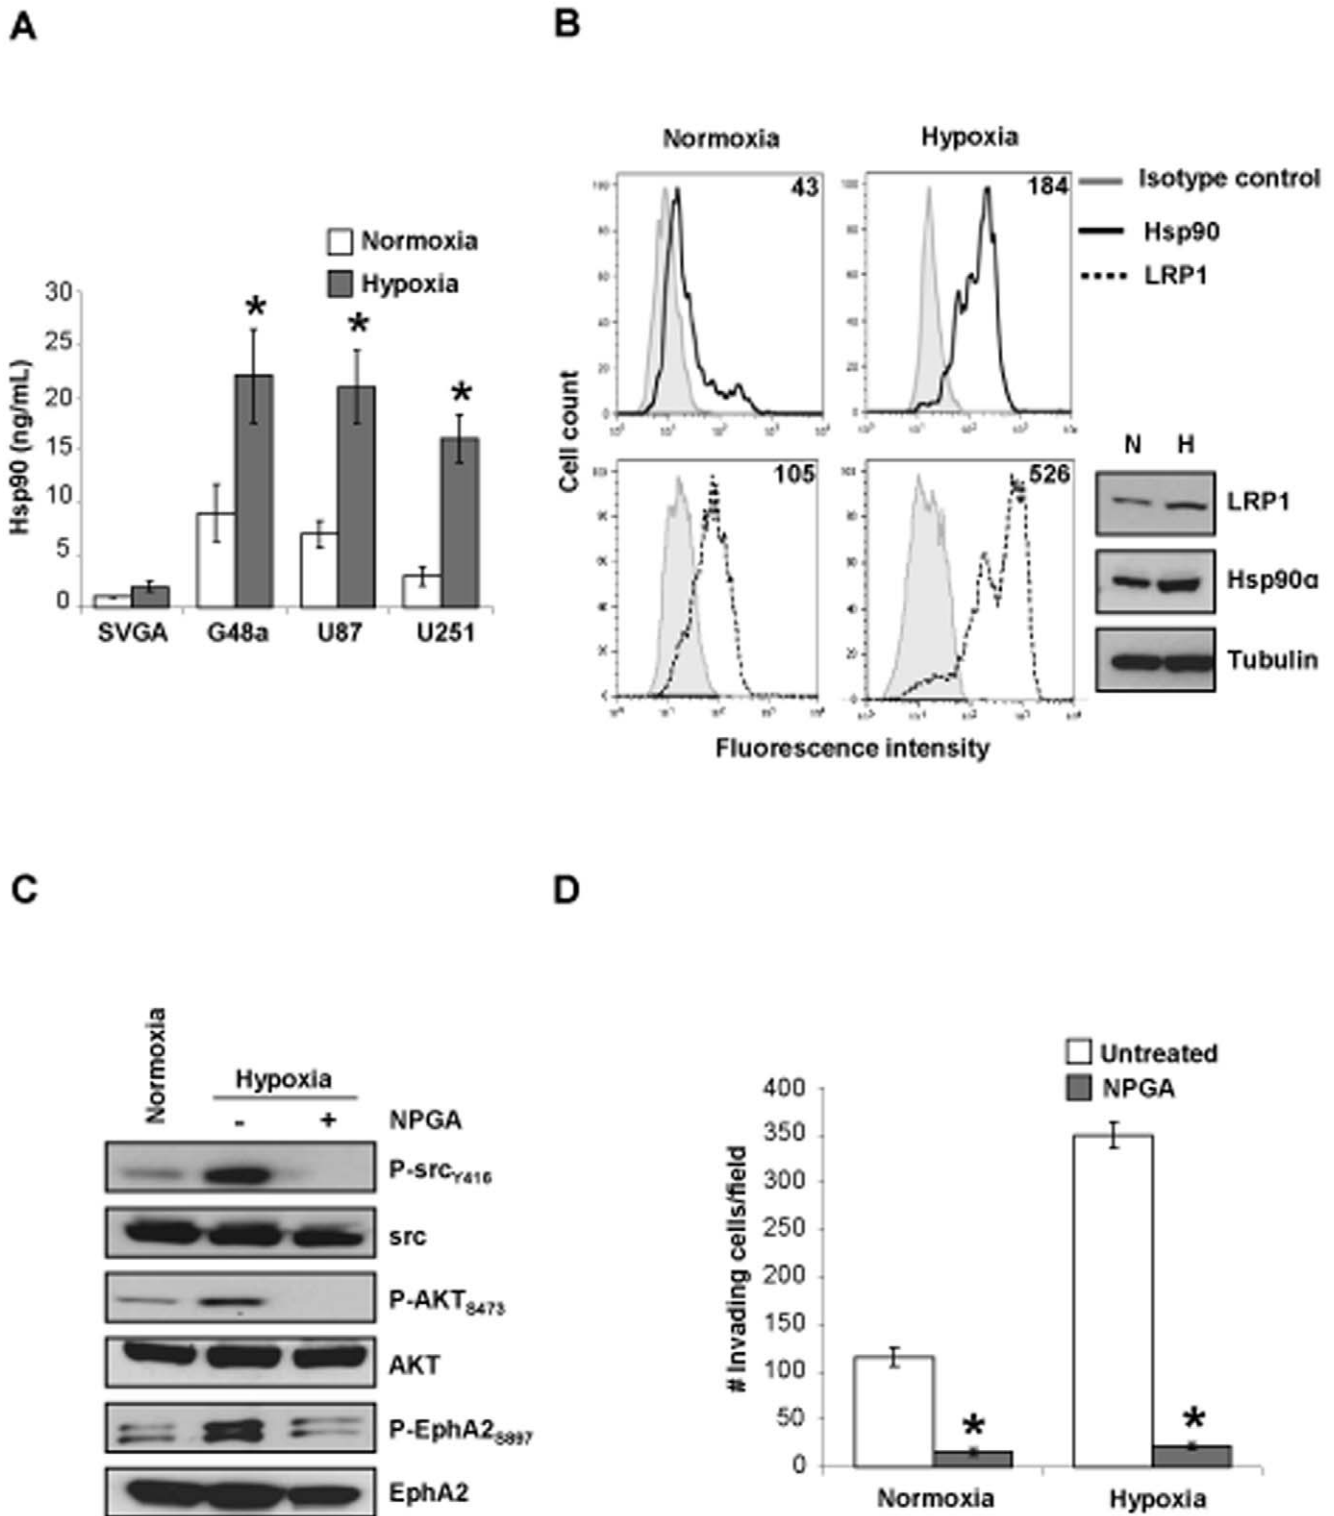 A
Normoxia
Hypoxia
Hsp90 (ng/mL)
30
25
20
15
10
5
0
*
*
*
SVGA G48a U87 U251
B
Normoxia Hypoxia
43
184
105
526
Isotype control
Hsp90
LRP1
Cell count
Fluorescence intensity
N H
LRP1
Hsp90α
Tubulin
C
Normoxia
Hypoxia
- + NPGA
P-srcY416
src
P-AKTS473
AKT
P-EphA2S897
EphA2
D
Untreated
NPGA
# Invading cells/field
400
350
300
250
200
150
100
50
0
*
*
Normoxia Hypoxia